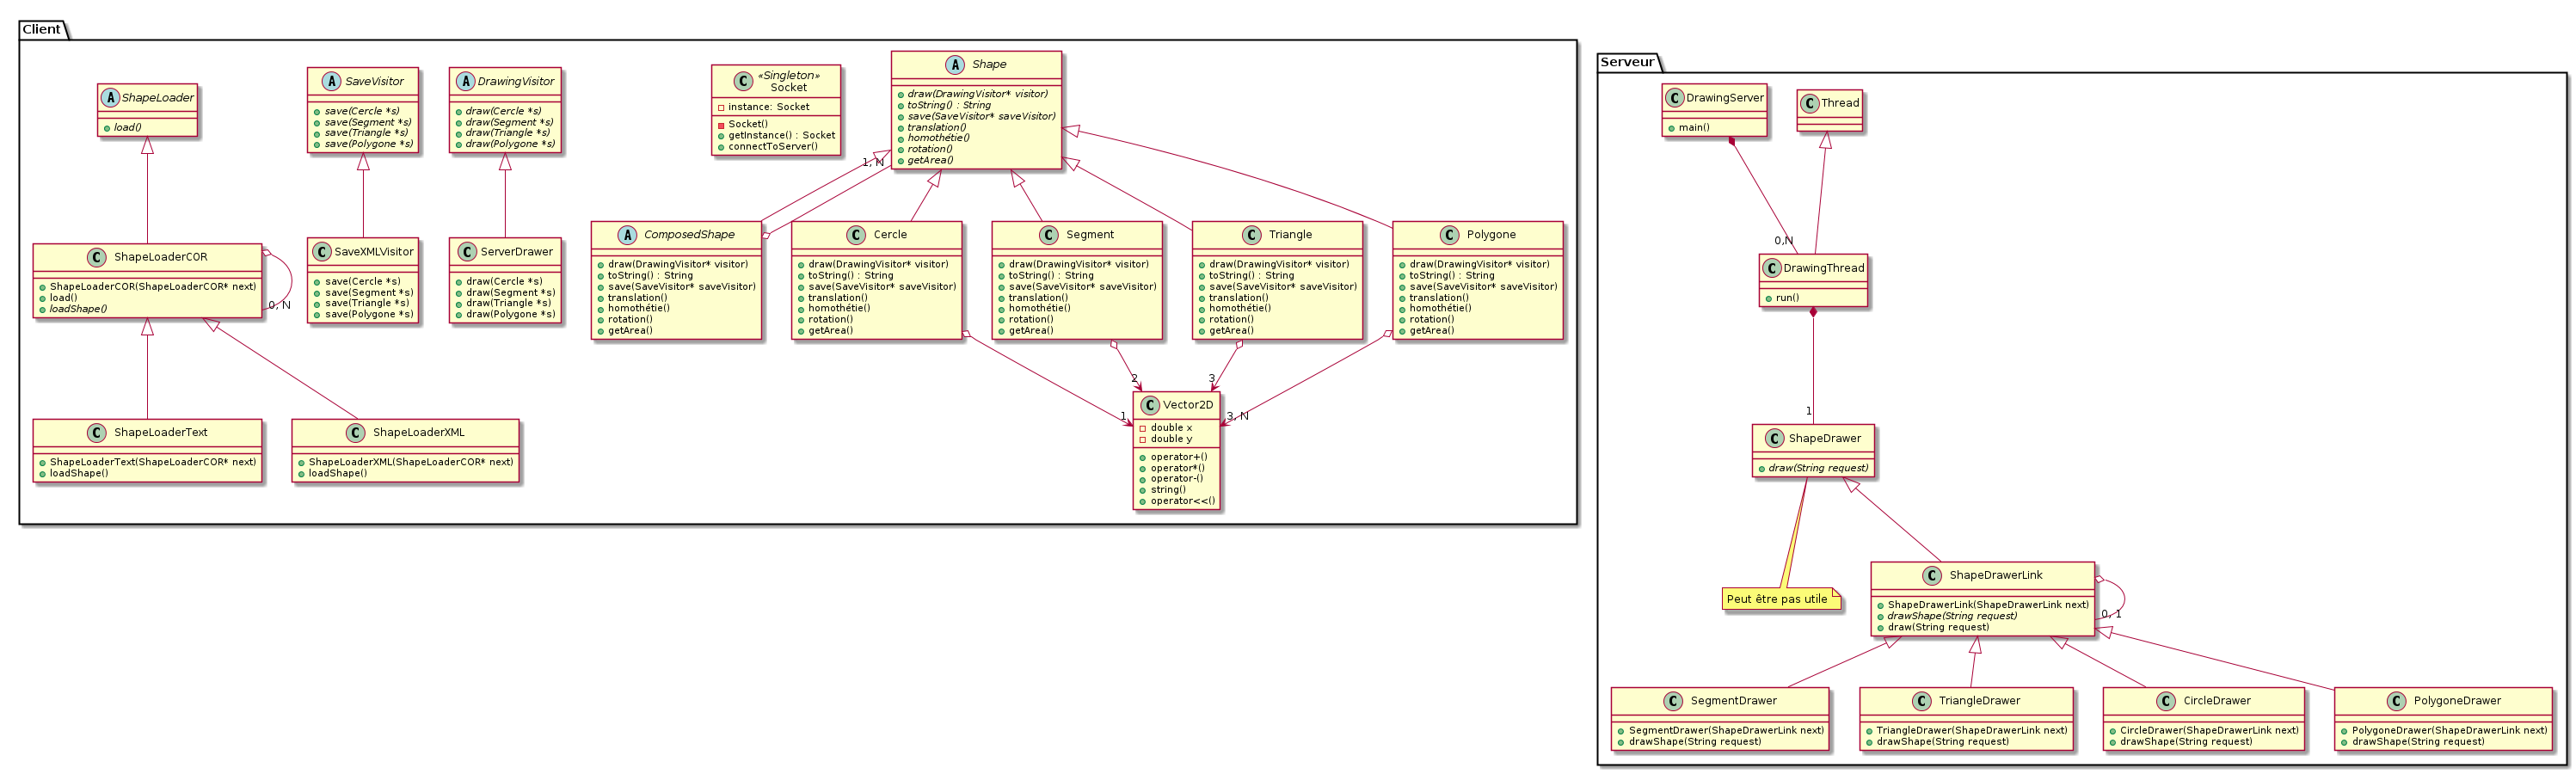 Client
A ShapeLoader
load()
A SaveVisitor
save(Cercle *s)
save(Segment *s)
save(Triangle *s)
save(Polygone *s)
A DrawingVisitor
draw(Cercle *s)
draw(Segment *s)
draw(Triangle *s)
draw(Polygone *s)
C «Singleton»
Socket
instance: Socket
Socket()
getInstance() : Socket
connectToServer()
A Shape
draw(DrawingVisitor* visitor)
toString() : String
save(SaveVisitor* saveVisitor)
translation()
homothétie()
rotation()
getArea()
1, N
C ShapeLoaderCOR
ShapeLoaderCOR(ShapeLoaderCOR* next)
load()
loadShape()
0, N
C SaveXMLVisitor
save(Cercle *s)
save(Segment *s)
save(Triangle *s)
save(Polygone *s)
C ServerDrawer
draw(Cercle *s)
draw(Segment *s)
draw(Triangle *s)
draw(Polygone *s)
A ComposedShape
draw(DrawingVisitor* visitor)
toString() : String
save(SaveVisitor* saveVisitor)
translation()
homothétie()
rotation()
getArea()
C Cercle
draw(DrawingVisitor* visitor)
toString() : String
save(SaveVisitor* saveVisitor)
translation()
homothétie()
rotation()
getArea()
C Segment
draw(DrawingVisitor* visitor)
toString() : String
save(SaveVisitor* saveVisitor)
translation()
homothétie()
rotation()
getArea()
C Triangle
draw(DrawingVisitor* visitor)
toString() : String
save(SaveVisitor* saveVisitor)
translation()
homothétie()
rotation()
getArea()
C Polygone
draw(DrawingVisitor* visitor)
toString() : String
save(SaveVisitor* saveVisitor)
translation()
homothétie()
rotation()
getArea()
2
3
1
3, N
C ShapeLoaderText
ShapeLoaderText(ShapeLoaderCOR* next)
loadShape()
C ShapeLoaderXML
ShapeLoaderXML(ShapeLoaderCOR* next)
loadShape()
C Vector2D
double x
double y
operator+()
operator*()
operator-()
string()
operator<<()
Serveur
C DrawingServer
main()
C Thread
0,N
C DrawingThread
run()
1
C ShapeDrawer
draw(String request)
Peut être pas utile
C ShapeDrawerLink
ShapeDrawerLink(ShapeDrawerLink next)
drawShape(String request)
draw(String request)
0, 1
C SegmentDrawer
SegmentDrawer(ShapeDrawerLink next)
drawShape(String request)
C TriangleDrawer
TriangleDrawer(ShapeDrawerLink next)
drawShape(String request)
C CircleDrawer
CircleDrawer(ShapeDrawerLink next)
drawShape(String request)
C PolygoneDrawer
PolygoneDrawer(ShapeDrawerLink next)
drawShape(String request)